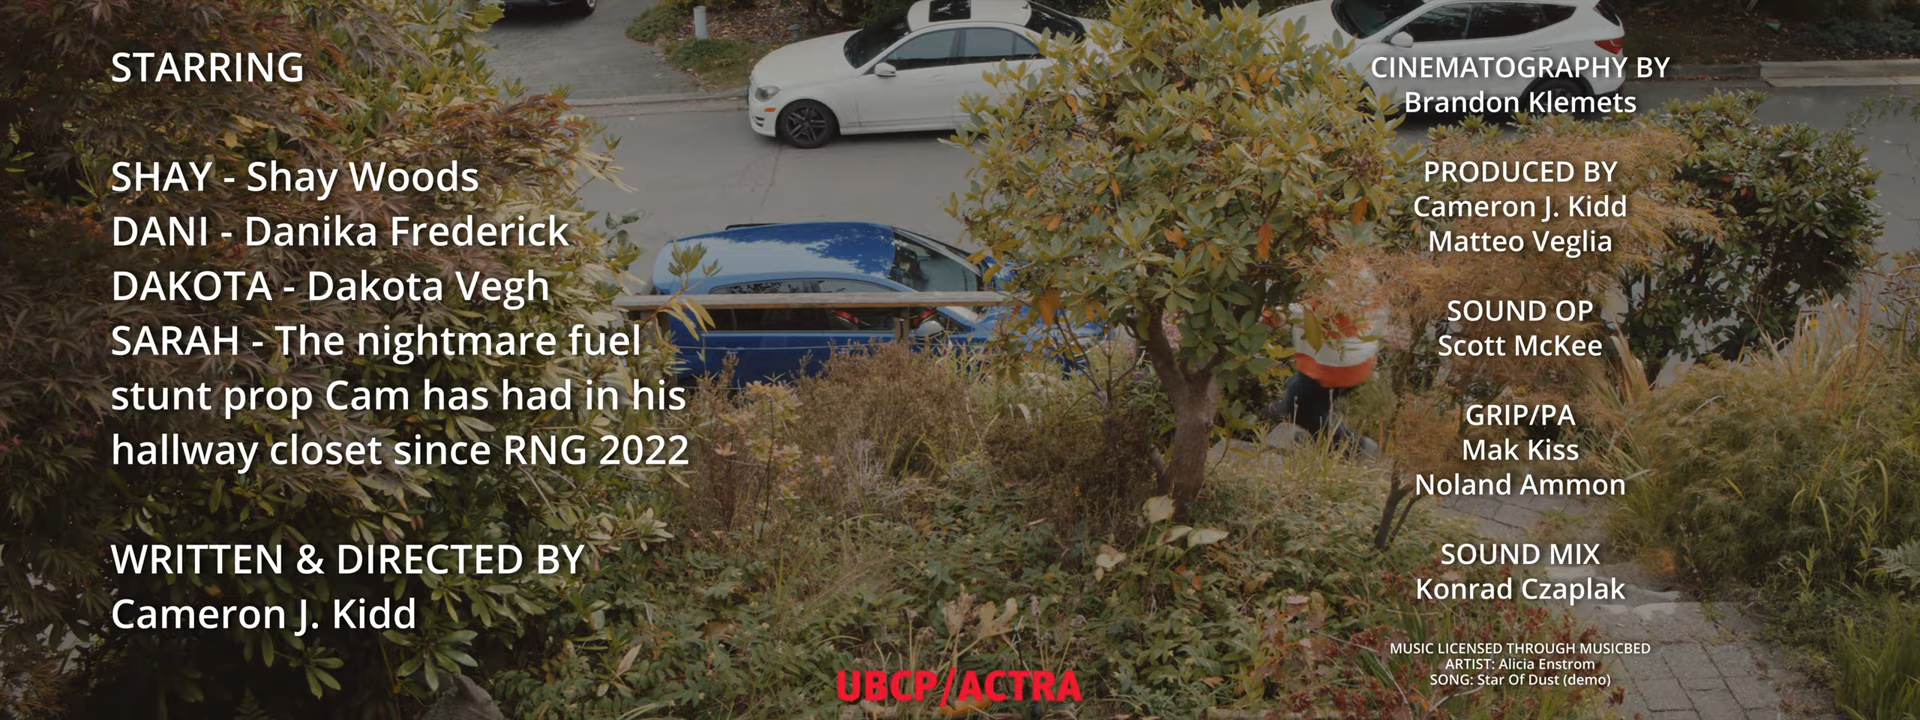 STARRING
SHAY - Shay Woods
DANI - Danika Frederick
DAKOTA - Dakota Vegh
SARAH - The nightmare fuel
stunt prop Cam has had in his
hallway closet since RNG 2022
WRITTEN & DIRECTED BY
Cameron J. Kidd
CINEMATOGRAPHY BY
Brandon Klemets
PRODUCED BY
Cameron J. Kidd
Matteo Veglia
SOUND OP
Scott McKee
GRIP/PA
Mak Kiss
Noland Ammon
SOUND MIX
Konrad Czaplak
MUSIC LICENSED THROUGH MUSICBED
ARTIST: Alicia Enstrom
SONG: Star Of Dust (demo)
UBCP/ACTRA